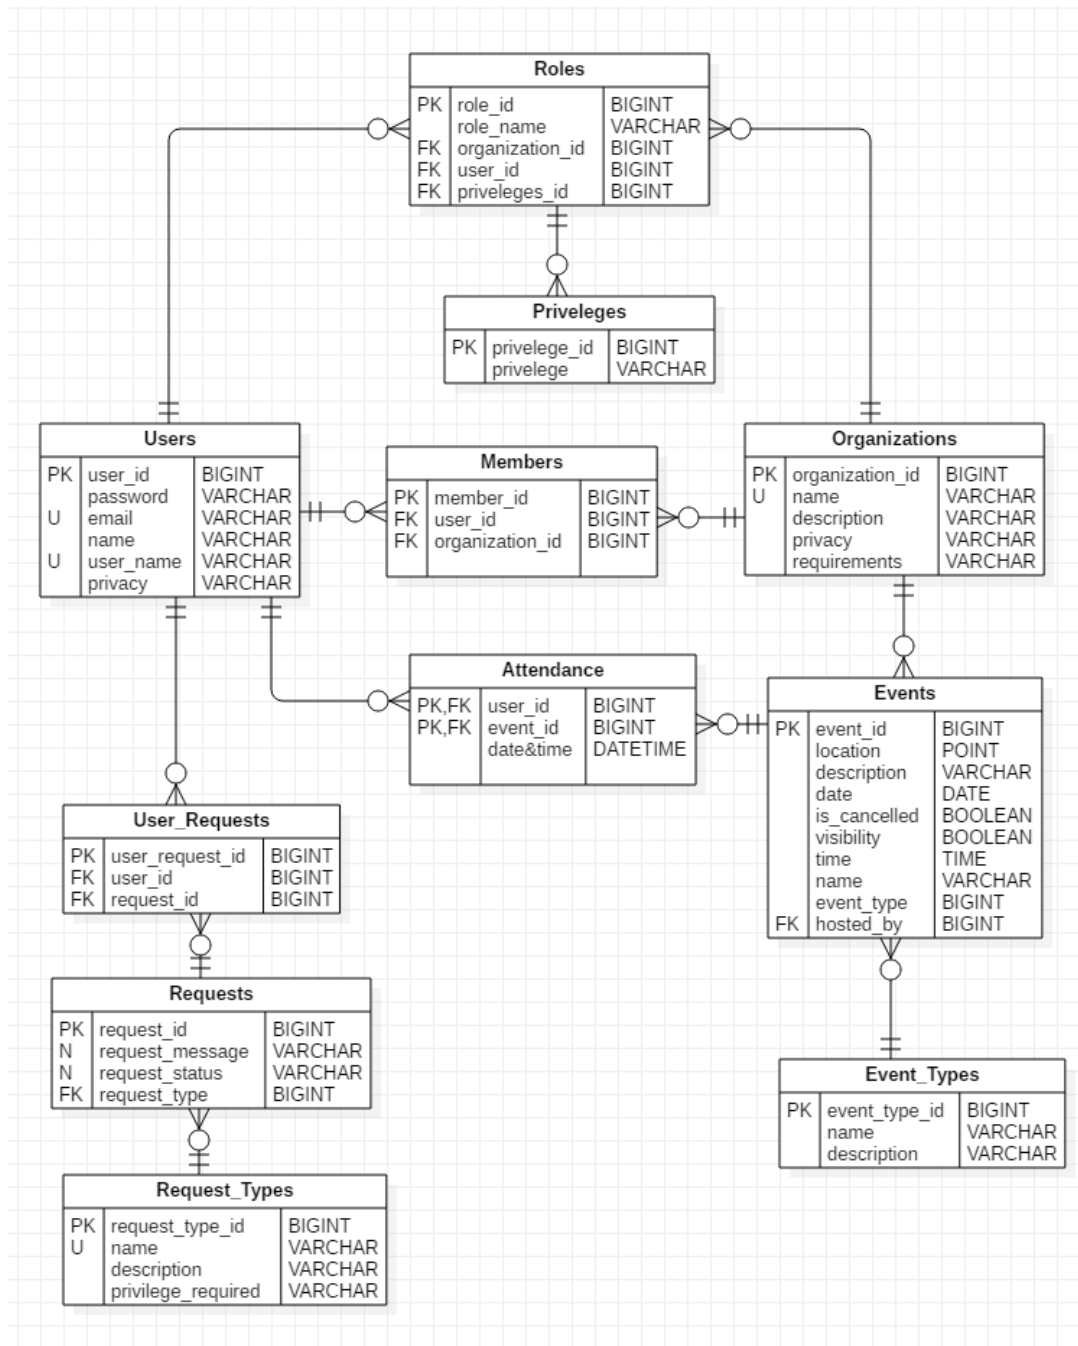 Roles
PK role_id BIGINT
role_name VARCHAR
FK organization_id BIGINT
FK user_id BIGINT
FK priveleges_id BIGINT
Priveleges
PK privelege_id BIGINT
privelege VARCHAR
Users
PK user_id BIGINT
password VARCHAR
U email VARCHAR
name VARCHAR
U user_name VARCHAR
privacy VARCHAR
Members
PK member_id BIGINT
FK user_id BIGINT
FK organization_id BIGINT
Organizations
PK organization_id BIGINT
U name VARCHAR
description VARCHAR
privacy VARCHAR
requirements VARCHAR
Attendance
PK,FK user_id BIGINT
PK,FK event_id BIGINT
date&time DATETIME
Events
PK event_id BIGINT
location POINT
description VARCHAR
date DATE
is_cancelled BOOLEAN
visibility BOOLEAN
time TIME
name VARCHAR
event_type BIGINT
FK hosted_by BIGINT
User_Requests
PK user_request_id BIGINT
FK user_id BIGINT
FK request_id BIGINT
Requests
PK request_id BIGINT
N request_message VARCHAR
N request_status VARCHAR
FK request_type BIGINT
Event_Types
PK event_type_id BIGINT
name VARCHAR
description VARCHAR
Request_Types
PK request_type_id BIGINT
U name VARCHAR
description VARCHAR
privilege_required VARCHAR